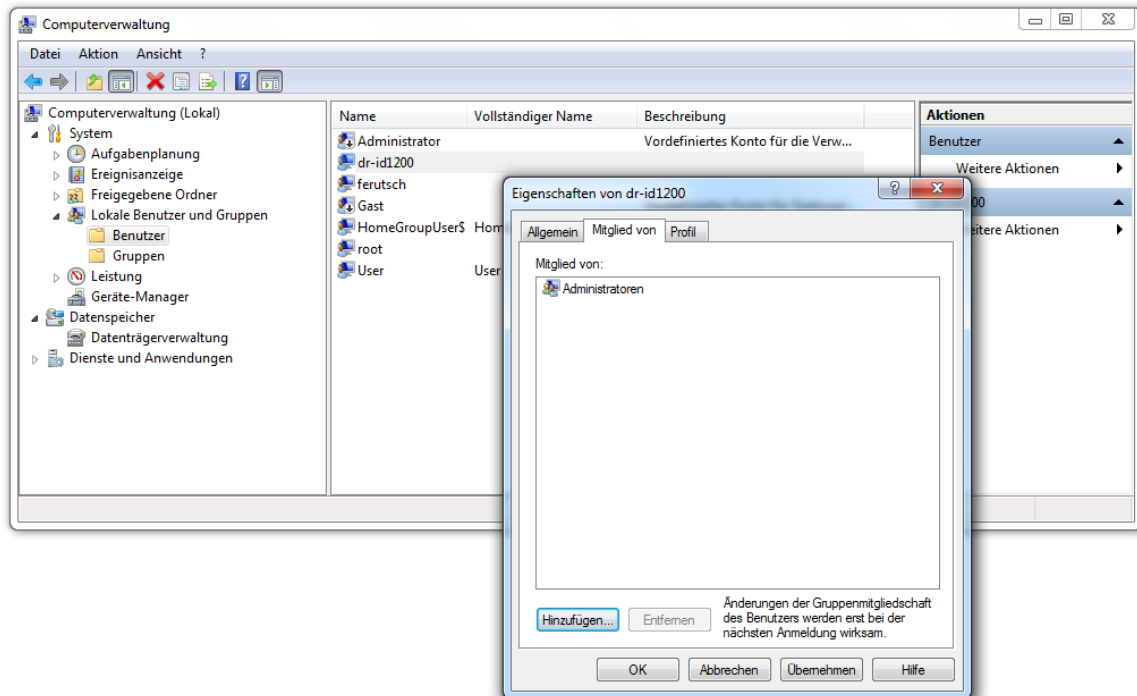 Computerverwaltung
Datei Aktion Ansicht ?
Computerverwaltung (Lokal)
System
Aufgabenplanung
Ereignisanzeige
Freigegebene Ordner
Lokale Benutzer und Gruppen
Benutzer
Gruppen
Leistung
Geräte-Manager
Datenspeicher
Datenträgerverwaltung
Dienste und Anwendungen
Name Vollständiger Name Beschreibung
Administrator Vordefiniertes Konto für die Verw...
dr-id1200
ferutsch
Gast
HomeGroupUser$ Hom
root
User User
Aktionen
Benutzer
Weitere Aktionen
00
eitere Aktionen
Eigenschaften von dr-id1200
Allgemein Mitglied von Profil
Mitglied von:
Administratoren
Hinzufügen... Entfernen
Änderungen der Gruppenmitgliedschaft
des Benutzers werden erst bei der
nächsten Anmeldung wirksam.
OK Abbrechen Übernehmen Hilfe